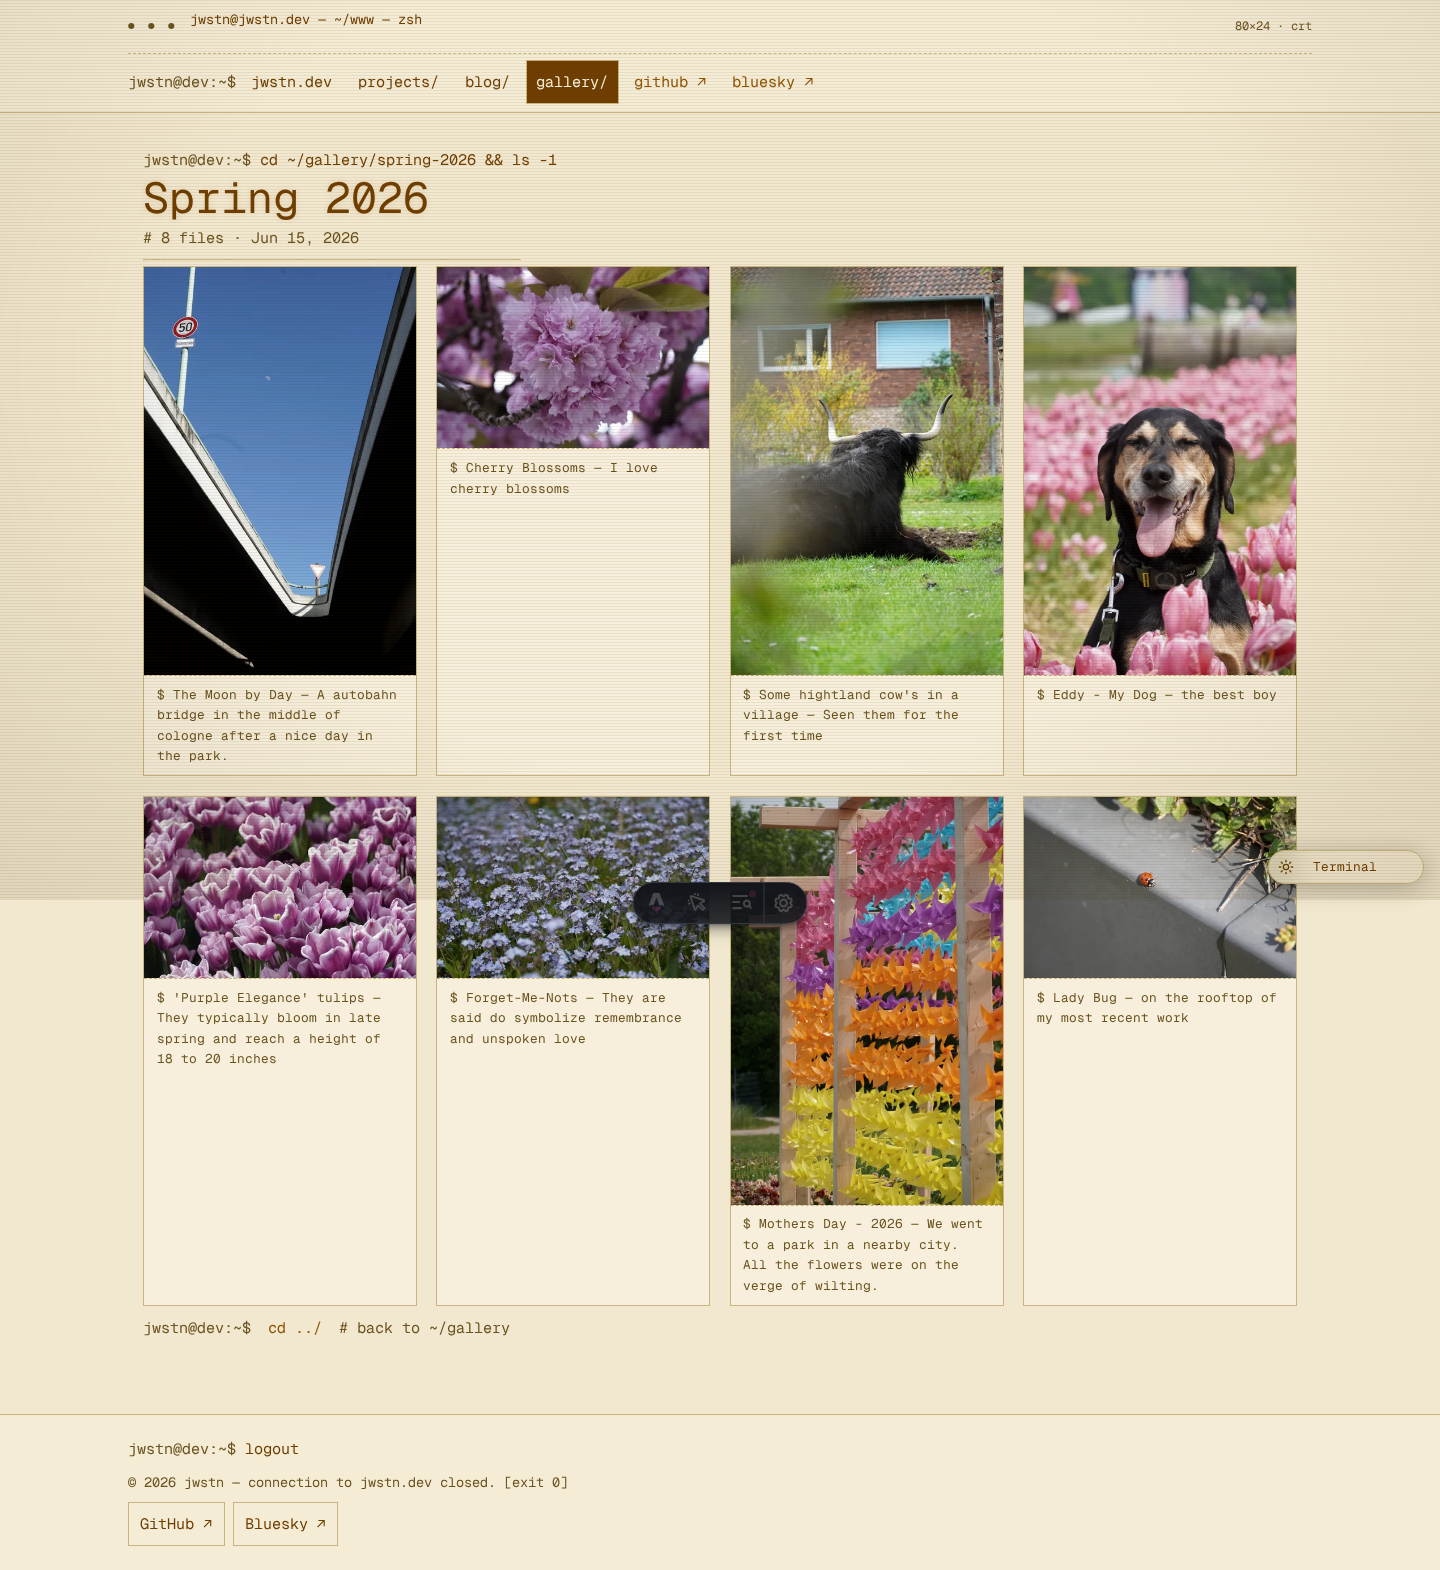 jwstn@jwstn.dev — ~/www — zsh
80×24 · crt
jwstn@dev:~$ jwstn.dev projects/ blog/ gallery/ github ↗ bluesky ↗
jwstn@dev:~$ cd ~/gallery/spring-2026 && ls -1
Spring 2026
# 8 files · Jun 15, 2026
50
$ The Moon by Day — A autobahn
bridge in the middle of
cologne after a nice day in
the park.
$ Cherry Blossoms — I love
cherry blossoms
$ Some hightland cow's in a
village — Seen them for the
first time
$ Eddy - My Dog — the best boy
Terminal
$ 'Purple Elegance' tulips —
They typically bloom in late
spring and reach a height of
18 to 20 inches
$ Forget-Me-Nots — They are
said do symbolize remembrance
and unspoken love
$ Mothers Day - 2026 — We went
to a park in a nearby city.
All the flowers were on the
verge of wilting.
$ Lady Bug — on the rooftop of
my most recent work
jwstn@dev:~$ cd ../ # back to ~/gallery
jwstn@dev:~$ logout
© 2026 jwstn — connection to jwstn.dev closed. [exit 0]
GitHub ↗ Bluesky ↗